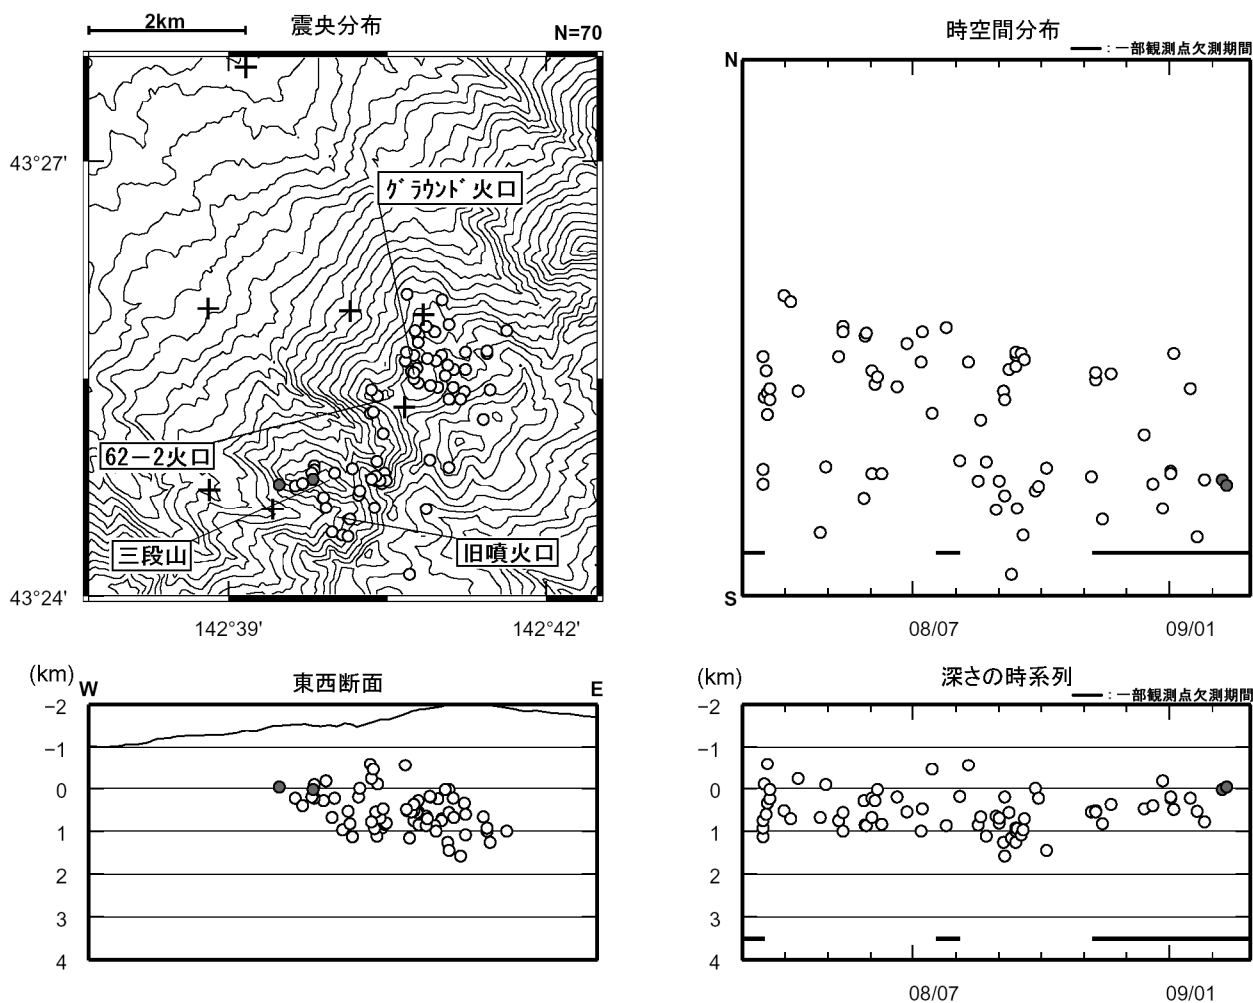 2km
震央分布
N=70
43°27'
43°24'
142°39'
142°42'
ｸﾞﾗｳﾝﾄﾞ火口
62−2火口
三段山
旧噴火口
時空間分布
：一部観測点欠測期間
N
S
08/07
09/01
(km)
W
東西断面
E
−2
−1
0
1
2
3
4
(km)
深さの時系列
：一部観測点欠測期間
−2
−1
0
1
2
3
4
08/07
09/01